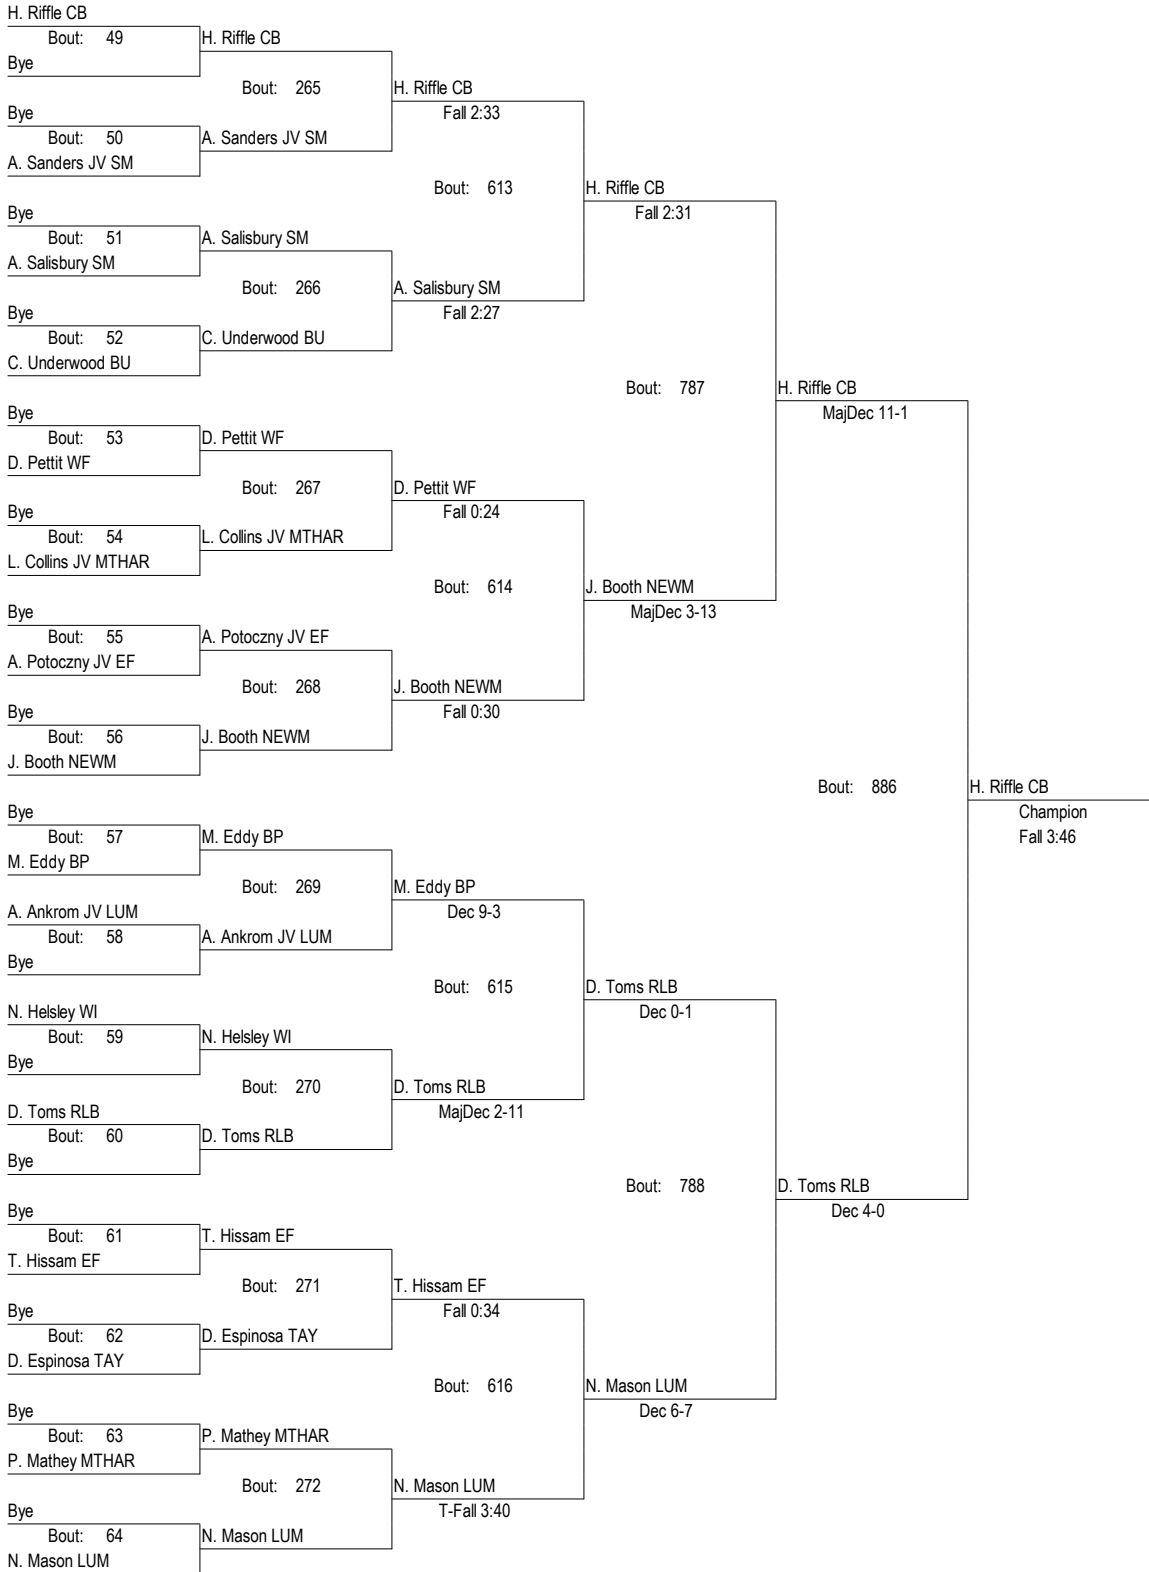 H. Riffle CB
Bout: 49 H. Riffle CB
Bye
Bout: 265 H. Riffle CB
Bye Fall 2:33
Bout: 50 A. Sanders JV SM
A. Sanders JV SM
Bout: 613 H. Riffle CB
Bye Fall 2:31
Bout: 51 A. Salisbury SM
A. Salisbury SM
Bout: 266 A. Salisbury SM
Bye Fall 2:27
Bout: 52 C. Underwood BU
C. Underwood BU
Bout: 787 H. Riffle CB
Bye MajDec 11-1
Bout: 53 D. Pettit WF
D. Pettit WF
Bout: 267 D. Pettit WF
Bye Fall 0:24
Bout: 54 L. Collins JV MTHAR
L. Collins JV MTHAR
Bout: 614 J. Booth NEWM
Bye MajDec 3-13
Bout: 55 A. Potoczny JV EF
A. Potoczny JV EF
Bout: 268 J. Booth NEWM
Bye Fall 0:30
Bout: 56 J. Booth NEWM
J. Booth NEWM
Bout: 886 H. Riffle CB
Bye Champion
Bout: 57 M. Eddy BP Fall 3:46
M. Eddy BP
Bout: 269 M. Eddy BP
A. Ankrom JV LUM Dec 9-3
Bout: 58 A. Ankrom JV LUM
Bye
Bout: 615 D. Toms RLB
N. Helsley WI Dec 0-1
Bout: 59 N. Helsley WI
Bye
Bout: 270 D. Toms RLB
D. Toms RLB MajDec 2-11
Bout: 60 D. Toms RLB
Bye
Bout: 788 D. Toms RLB
Bye Dec 4-0
Bout: 61 T. Hissam EF
T. Hissam EF
Bout: 271 T. Hissam EF
Bye Fall 0:34
Bout: 62 D. Espinosa TAY
D. Espinosa TAY
Bout: 616 N. Mason LUM
Bye Dec 6-7
Bout: 63 P. Mathey MTHAR
P. Mathey MTHAR
Bout: 272 N. Mason LUM
Bye T-Fall 3:40
Bout: 64 N. Mason LUM
N. Mason LUM